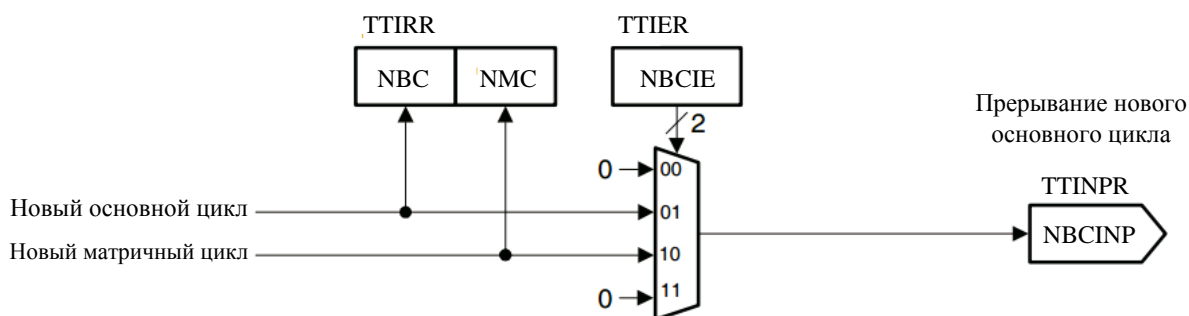 TTIRR
TTIER
NBC
NMC
NBCIE
2
Прерывание нового
основного цикла
0
00
TTINPR
Новый основной цикл
01
NBCINP
Новый матричный цикл
10
0
11